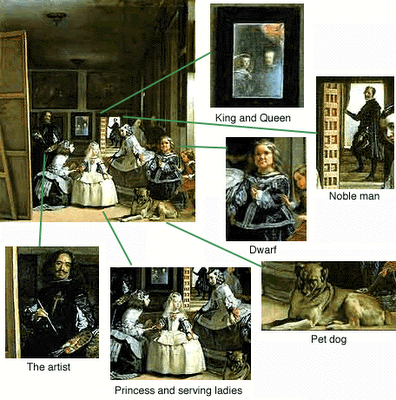 King and Queen
Noble man
Dwarf
Pet dog
The artist
Princess and serving ladies